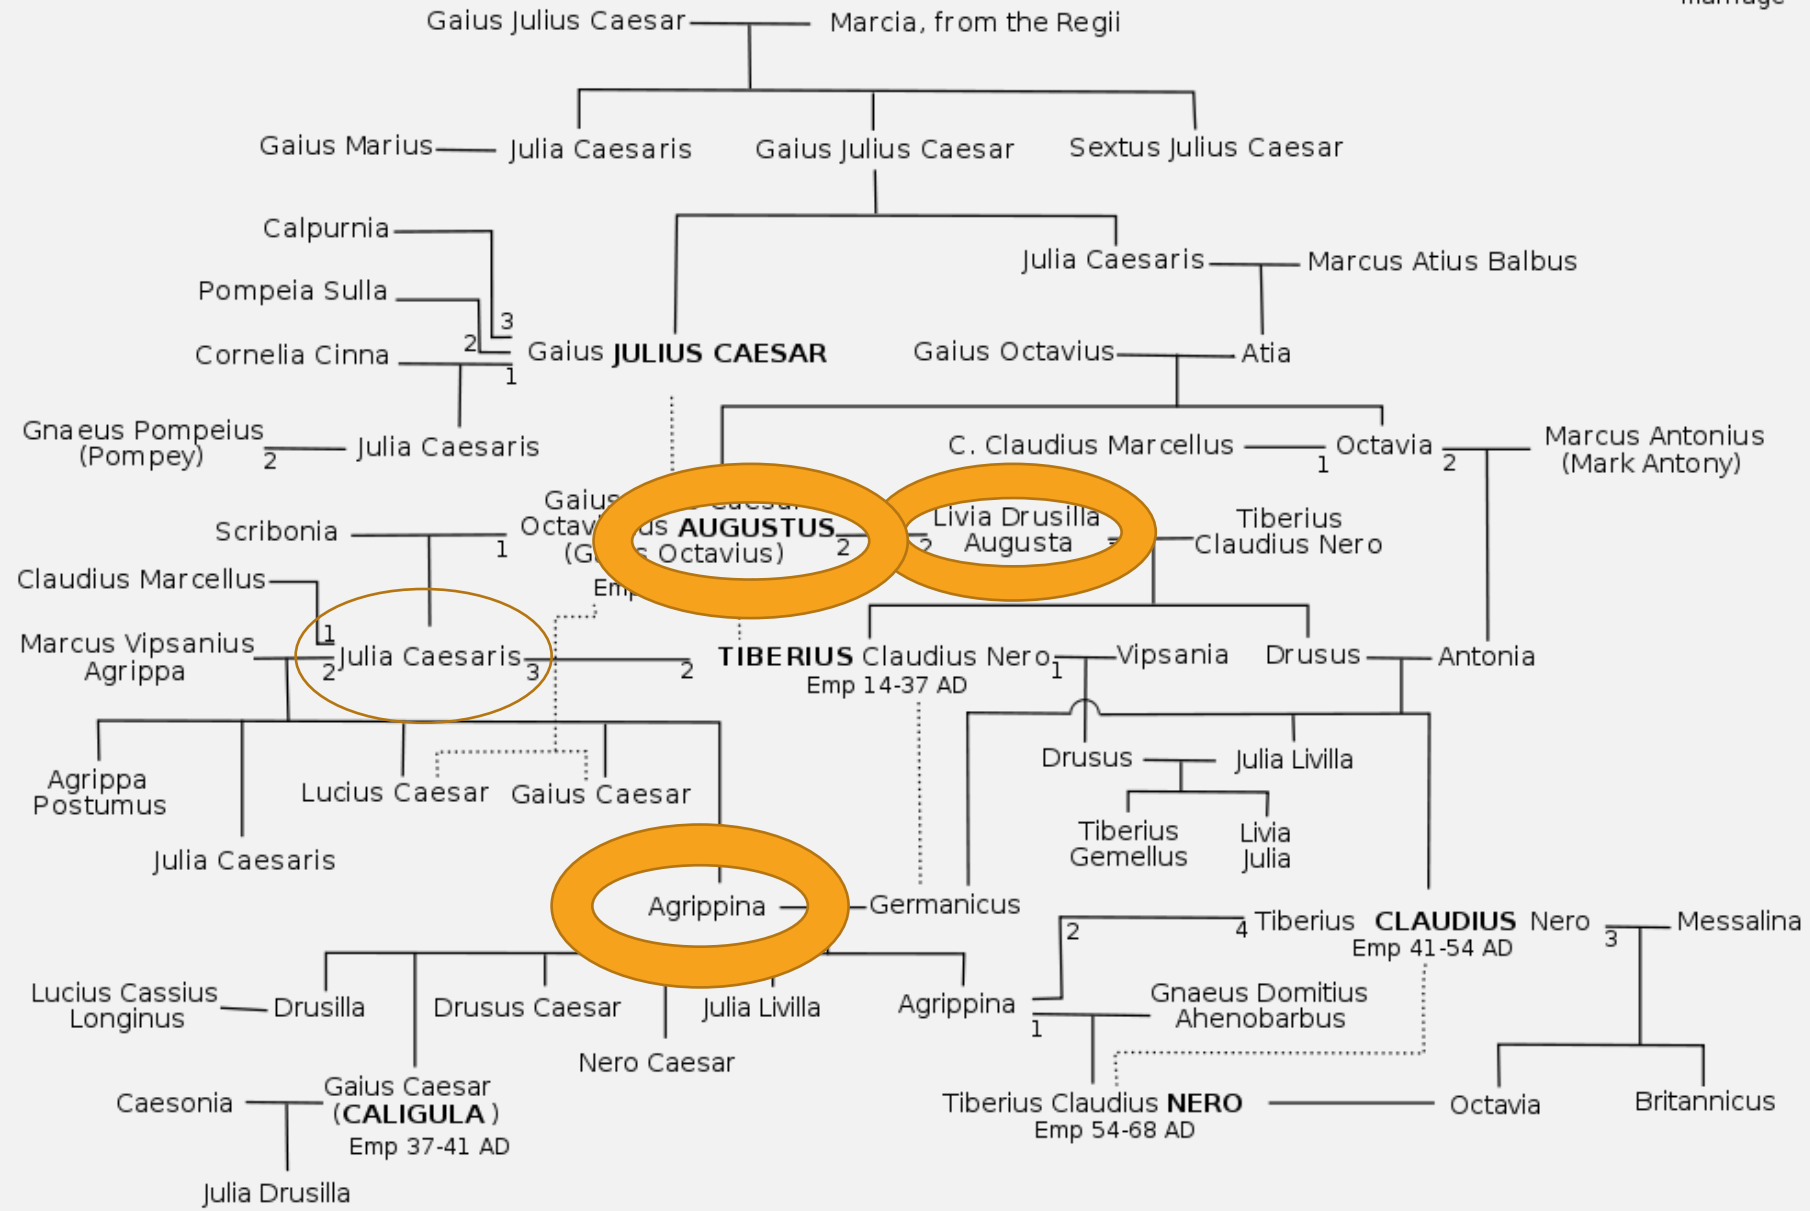 Gaius Julius Caesar
Marcia, from the Regii
Gaius Marius
Julia Caesaris
Gaius Julius Caesar
Sextus Julius Caesar
Calpurnia
Julia Caesaris
Marcus Atius Balbus
Pompeia Sulla
3
2
Cornelia Cinna
Gaius JULIUS CAESAR
1
Gaius Octavius
Atia
Gnaeus Pompeius
(Pompey)
2
Julia Caesaris
C. Claudius Marcellus
1
Octavia
2
Marcus Antonius
(Mark Antony)
Scribonia
1
Gaius
AUGUSTUS
Octavius)
2
2
Livia Drusilla
Augusta
Tiberius
Claudius Nero
Emp
Claudius Marcellus
1
Marcus Vipsanius
Agrippa
2
Julia Caesaris
3
2
TIBERIUS Claudius Nero
Emp 14-37 AD
1
Vipsania
Drusus
Antonia
Drusus
Julia Livilla
Agrippa
Postumus
Lucius Caesar
Gaius Caesar
Tiberius
Gemellus
Livia
Julia
Julia Caesaris
Agrippina
Germanicus
2
4
Tiberius CLAUDIUS Nero
Emp 41-54 AD
3
Messalina
Lucius Cassius
Longinus
Drusilla
Drusus Caesar
Julia Livilla
Agrippina
1
Gnaeus Domitius
Ahenobarbus
Nero Caesar
Caesonia
Gaius Caesar
(CALIGULA )
Emp 37-41 AD
Tiberius Claudius NERO
Emp 54-68 AD
Octavia
Britannicus
Julia Drusilla